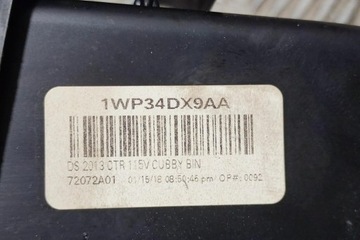 1WP34DX9AA
DS 2013 CTR 115V CUBBY BIN
72072A01 01/15/18 08:50:46 pm OP#: 0092